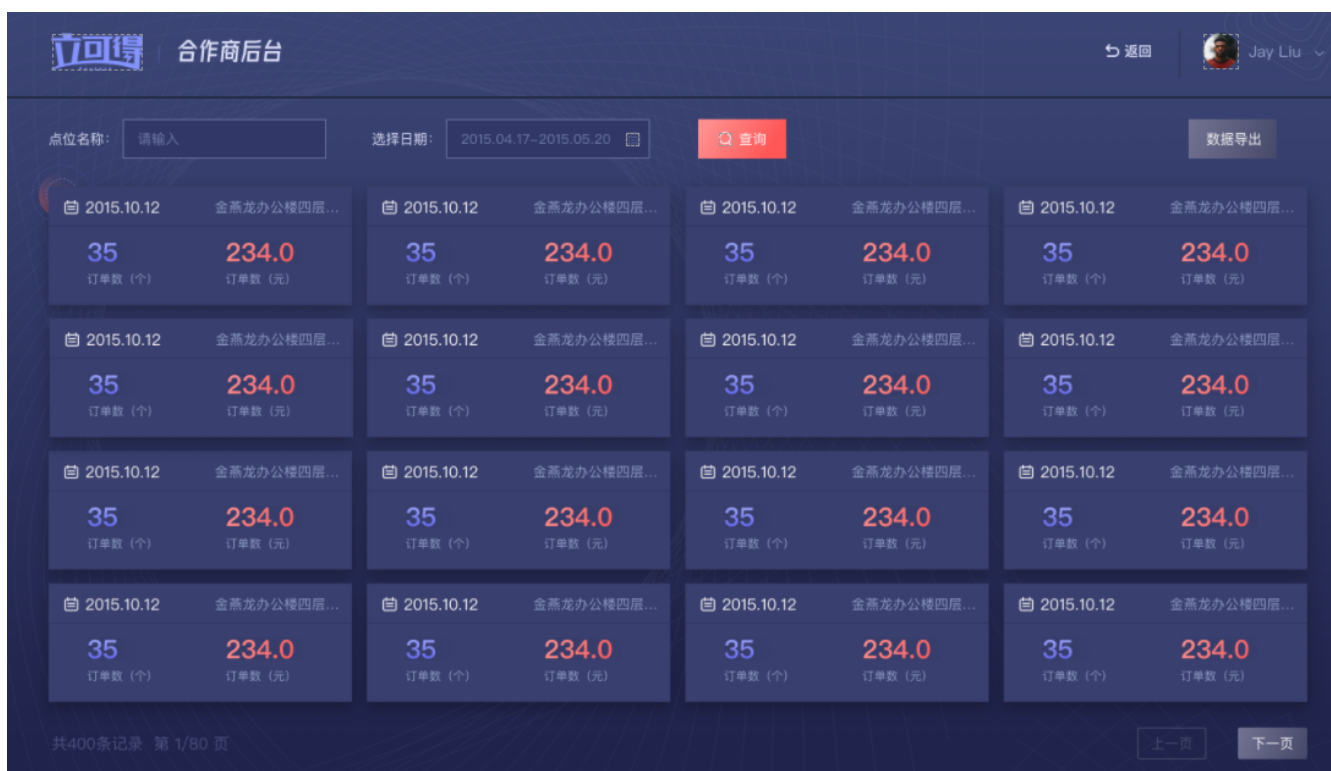 立可得 合作商后台 返回 Jay Liu
点位名称: 请输入 选择日期: 2015.04.17-2015.05.20 查询 数据导出
2015.10.12 金燕龙办公楼四层... 2015.10.12 金燕龙办公楼四层... 2015.10.12 金燕龙办公楼四层... 2015.10.12 金燕龙办公楼四层...
35 234.0 35 234.0 35 234.0 35 234.0
订单数（个） 订单数（元） 订单数（个） 订单数（元） 订单数（个） 订单数（元） 订单数（个） 订单数（元）
2015.10.12 金燕龙办公楼四层... 2015.10.12 金燕龙办公楼四层... 2015.10.12 金燕龙办公楼四层... 2015.10.12 金燕龙办公楼四层...
35 234.0 35 234.0 35 234.0 35 234.0
订单数（个） 订单数（元） 订单数（个） 订单数（元） 订单数（个） 订单数（元） 订单数（个） 订单数（元）
2015.10.12 金燕龙办公楼四层... 2015.10.12 金燕龙办公楼四层... 2015.10.12 金燕龙办公楼四层... 2015.10.12 金燕龙办公楼四层...
35 234.0 35 234.0 35 234.0 35 234.0
订单数（个） 订单数（元） 订单数（个） 订单数（元） 订单数（个） 订单数（元） 订单数（个） 订单数（元）
2015.10.12 金燕龙办公楼四层... 2015.10.12 金燕龙办公楼四层... 2015.10.12 金燕龙办公楼四层... 2015.10.12 金燕龙办公楼四层...
35 234.0 35 234.0 35 234.0 35 234.0
订单数（个） 订单数（元） 订单数（个） 订单数（元） 订单数（个） 订单数（元） 订单数（个） 订单数（元）
共400条记录 第 1/80 页 上一页 下一页